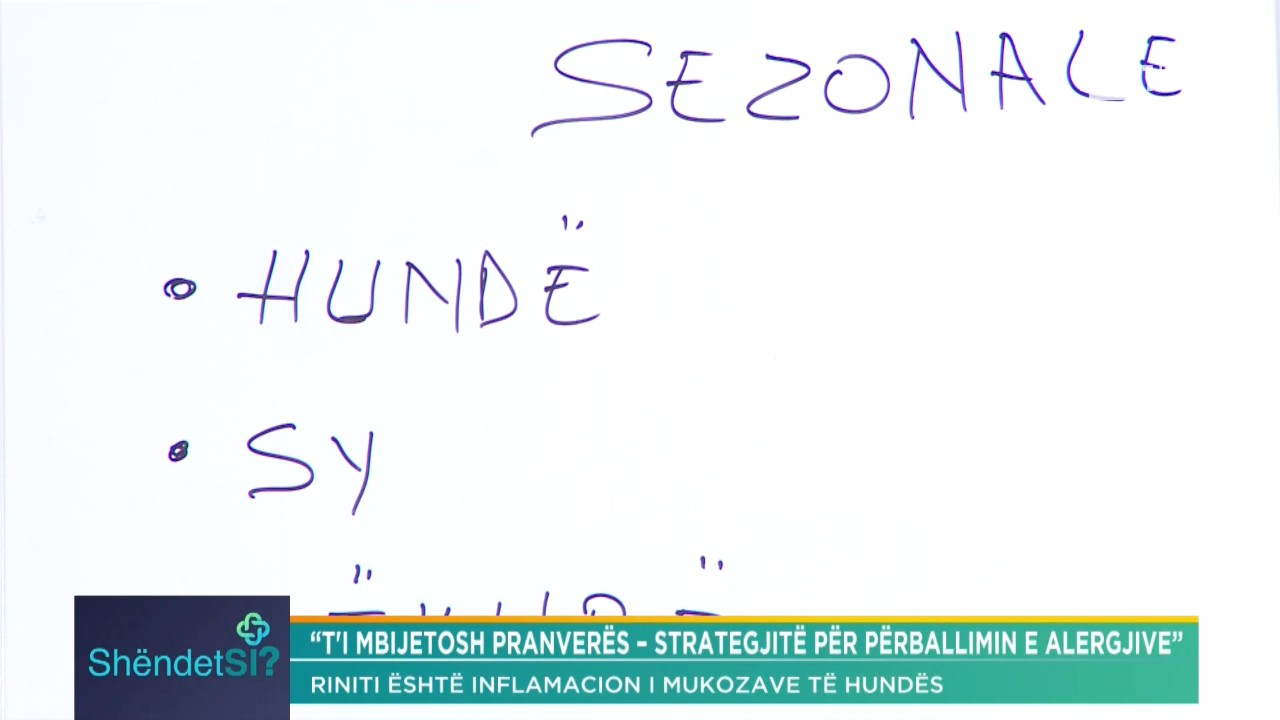 SEZONALE
• HUNDË
• SY
ShëndetSI?
“T'I MBIJETOSH PRANVERËS – STRATEGJITË PËR PËRBALLIMIN E ALERGJIVE”
RINITI ËSHTË INFLAMACION I MUKOZAVE TË HUNDËS